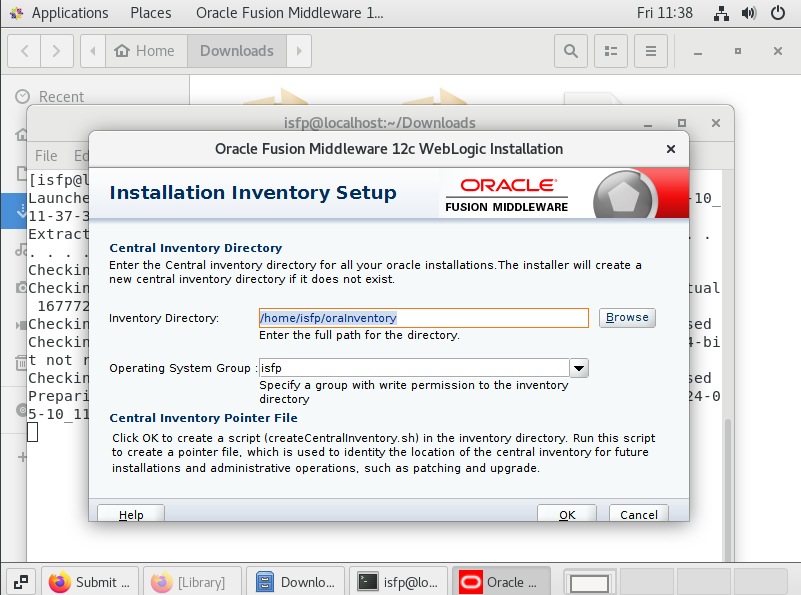 Applications Places Oracle Fusion Middleware 1... Fri 11:38
Home Downloads
Recent
isfp@localhost:~/Downloads
File Ed
[isfp@l
Launche
-10_
11-37-3
Extract
. .
. . . .
Checkin
tual
167772
Checkin
sed
Checkin
4-bi
t not r
Checkin
sed
Prepari
24-0
5-10_11
Oracle Fusion Middleware 12c WebLogic Installation
Installation Inventory Setup
ORACLE
FUSION MIDDLEWARE
Central Inventory Directory
Enter the Central inventory directory for all your oracle installations.The installer will create a
new central inventory directory if it does not exist.
Inventory Directory: /home/isfp/oraInventory Browse
Enter the full path for the directory.
Operating System Group : isfp
Specify a group with write permission to the inventory
directory
Central Inventory Pointer File
Click OK to create a script (createCentralInventory.sh) in the inventory directory. Run this script
to create a pointer file, which is used to identity the location of the central inventory for future
installations and administrative operations, such as patching and upgrade.
Help OK Cancel
Submit ... [Library] Downlo... isfp@lo... Oracle ...